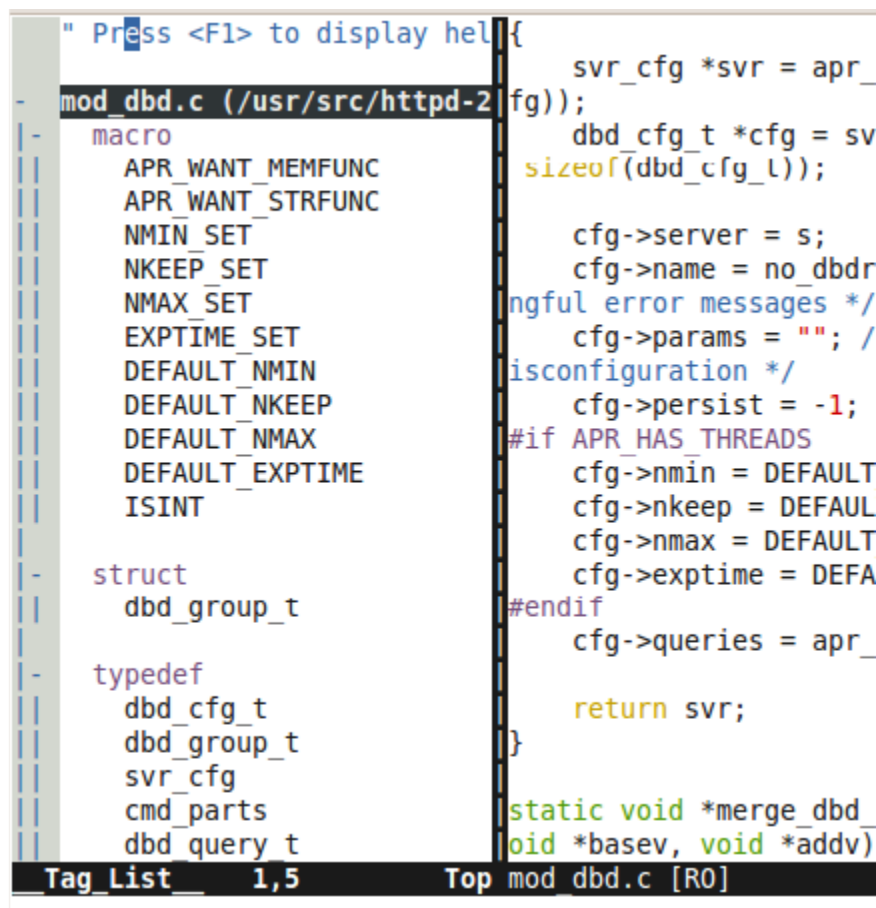 " Press <F1> to display hel
mod_dbd.c (/usr/src/httpd-2
macro
APR_WANT_MEMFUNC
APR_WANT_STRFUNC
NMIN_SET
NKEEP_SET
NMAX_SET
EXPTIME_SET
DEFAULT_NMIN
DEFAULT_NKEEP
DEFAULT_NMAX
DEFAULT_EXPTIME
ISINT
struct
dbd_group_t
typedef
dbd_cfg_t
dbd_group_t
svr_cfg
cmd_parts
dbd_query_t
__Tag_List__ 1,5 Top
{
svr_cfg *svr = apr_
fg));
dbd_cfg_t *cfg = sv
sizeof(dbd_cfg_t));
cfg->server = s;
cfg->name = no_dbdr
ngful error messages */
cfg->params = ""; /
isconfiguration */
cfg->persist = -1;
#if APR_HAS_THREADS
cfg->nmin = DEFAULT
cfg->nkeep = DEFAUL
cfg->nmax = DEFAULT
cfg->exptime = DEFA
#endif
cfg->queries = apr_
return svr;
}
static void *merge_dbd_
oid *basev, void *addv)
mod_dbd.c [RO]